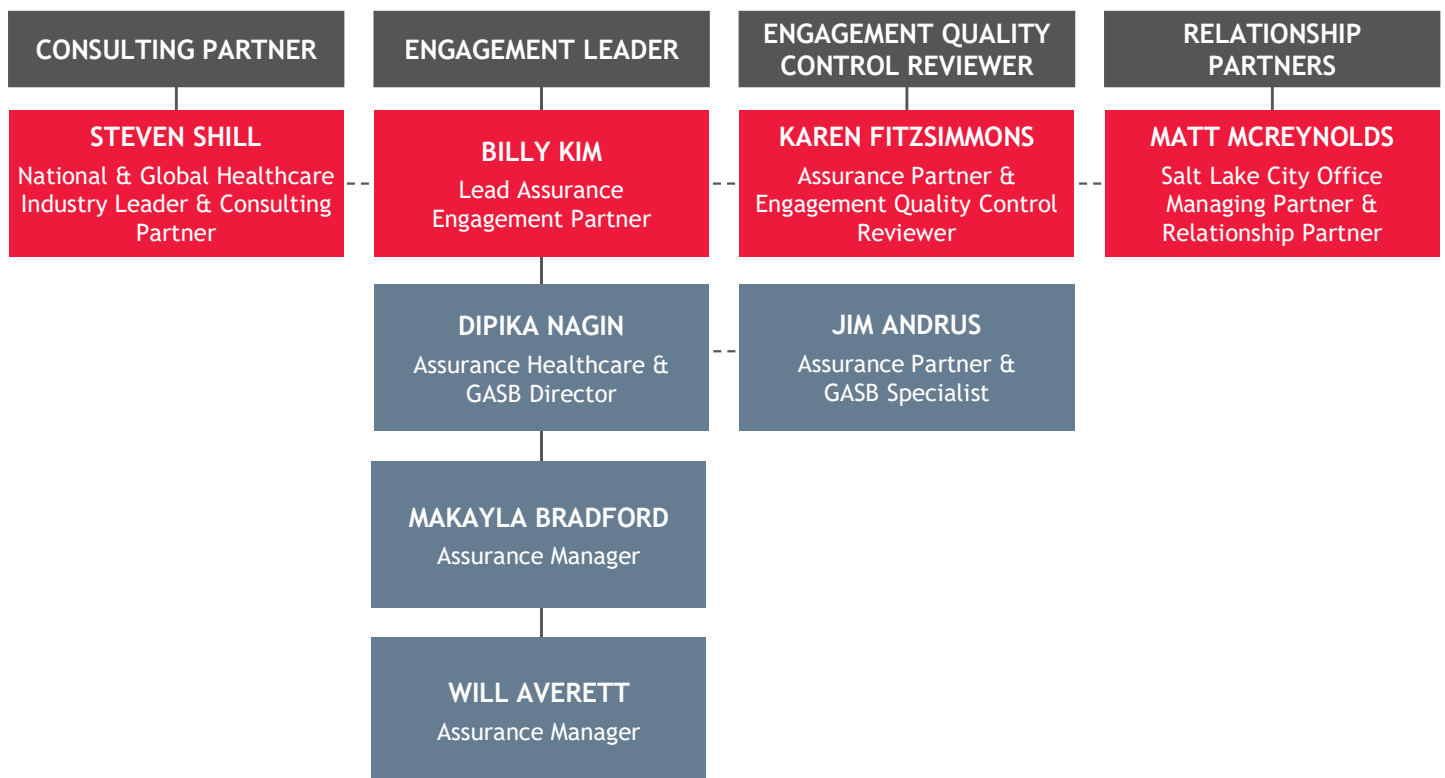 CONSULTING PARTNER
ENGAGEMENT LEADER
ENGAGEMENT QUALITY
CONTROL REVIEWER
RELATIONSHIP
PARTNERS
STEVEN SHILL
National & Global Healthcare
Industry Leader & Consulting
Partner
BILLY KIM
Lead Assurance
Engagement Partner
KAREN FITZSIMMONS
Assurance Partner &
Engagement Quality Control
Reviewer
MATT MCREYNOLDS
Salt Lake City Office
Managing Partner &
Relationship Partner
DIPIKA NAGIN
Assurance Healthcare &
GASB Director
JIM ANDRUS
Assurance Partner &
GASB Specialist
MAKAYLA BRADFORD
Assurance Manager
WILL AVERETT
Assurance Manager